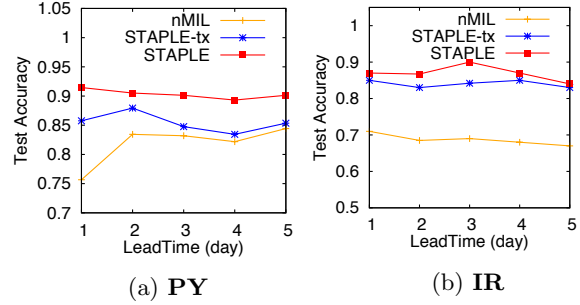 nMIL
STAPLE-tx
STAPLE
Test Accuracy
1.05
1
0.95
0.9
0.85
0.8
0.75
0.7
1 2 3 4 5
LeadTime (day)
(a) PY
nMIL
STAPLE-tx
STAPLE
Test Accuracy
1.1
1
0.9
0.8
0.7
0.6
0.5
1 2 3 4 5
LeadTime (day)
(b) IR